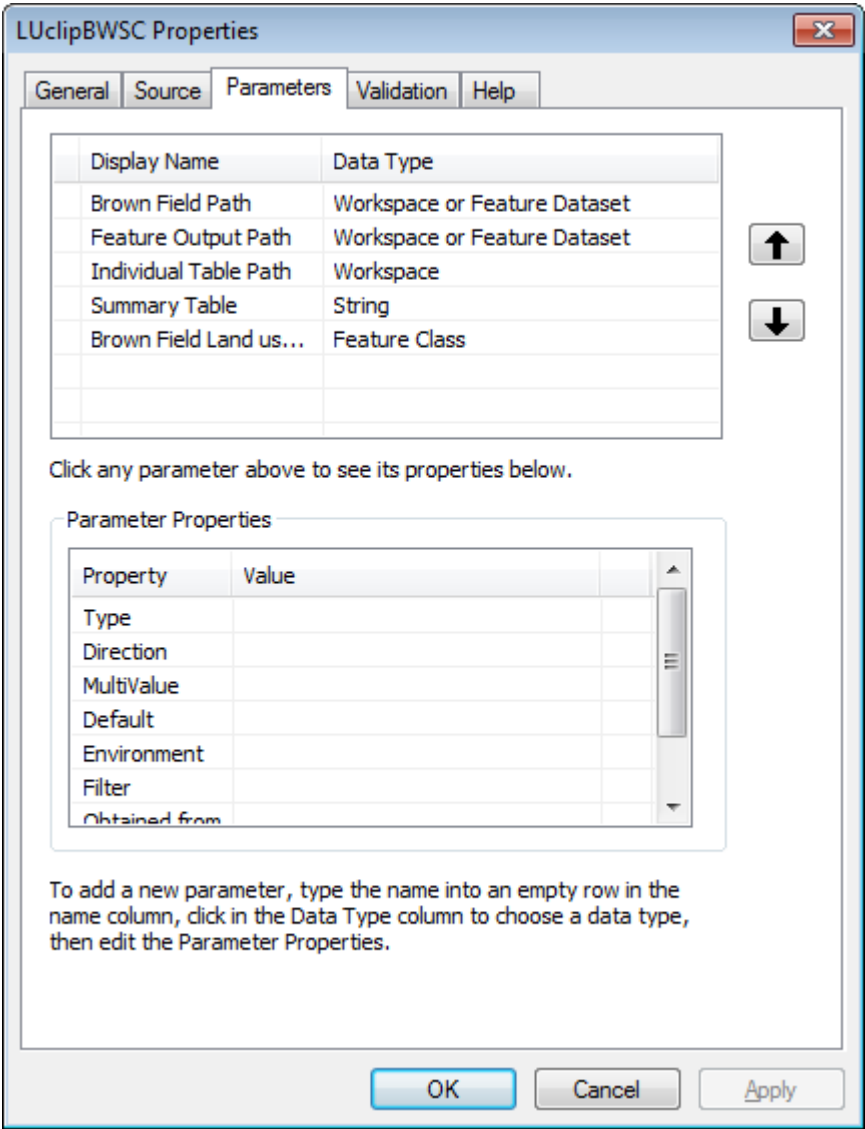 LUclipBWSC Properties
General Source Parameters Validation Help
Display Name Data Type
Brown Field Path Workspace or Feature Dataset
Feature Output Path Workspace or Feature Dataset
Individual Table Path Workspace
Summary Table String
Brown Field Land us... Feature Class
Click any parameter above to see its properties below.
Parameter Properties
Property Value
Type
Direction
MultiValue
Default
Environment
Filter
Obtained from
To add a new parameter, type the name into an empty row in the
name column, click in the Data Type column to choose a data type,
then edit the Parameter Properties.
OK Cancel Apply